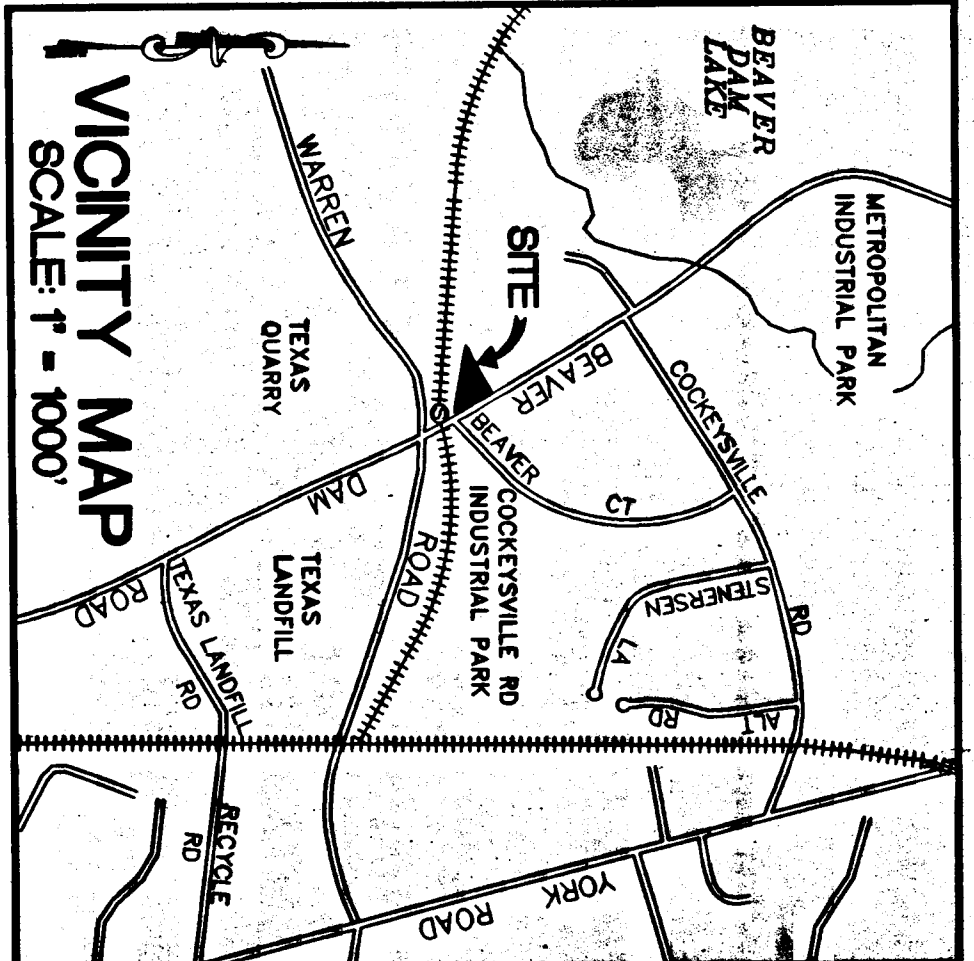 BEAVER
DAM
LAKE
METROPOLITAN
INDUSTRIAL PARK
SITE
WARREN
ROAD
TEXAS
QUARRY
BEAVER
DAM
ROAD
COCKEYSVILLE
RD
BEAVER
CT
COCKEYSVILLE RD
INDUSTRIAL PARK
STENERSEN
LA
ALT
RD
TEXAS
LANDFILL
TEXAS LANDFILL
RD
RECYCLE
RD
YORK
ROAD
VICINITY MAP
SCALE: 1" = 1000'